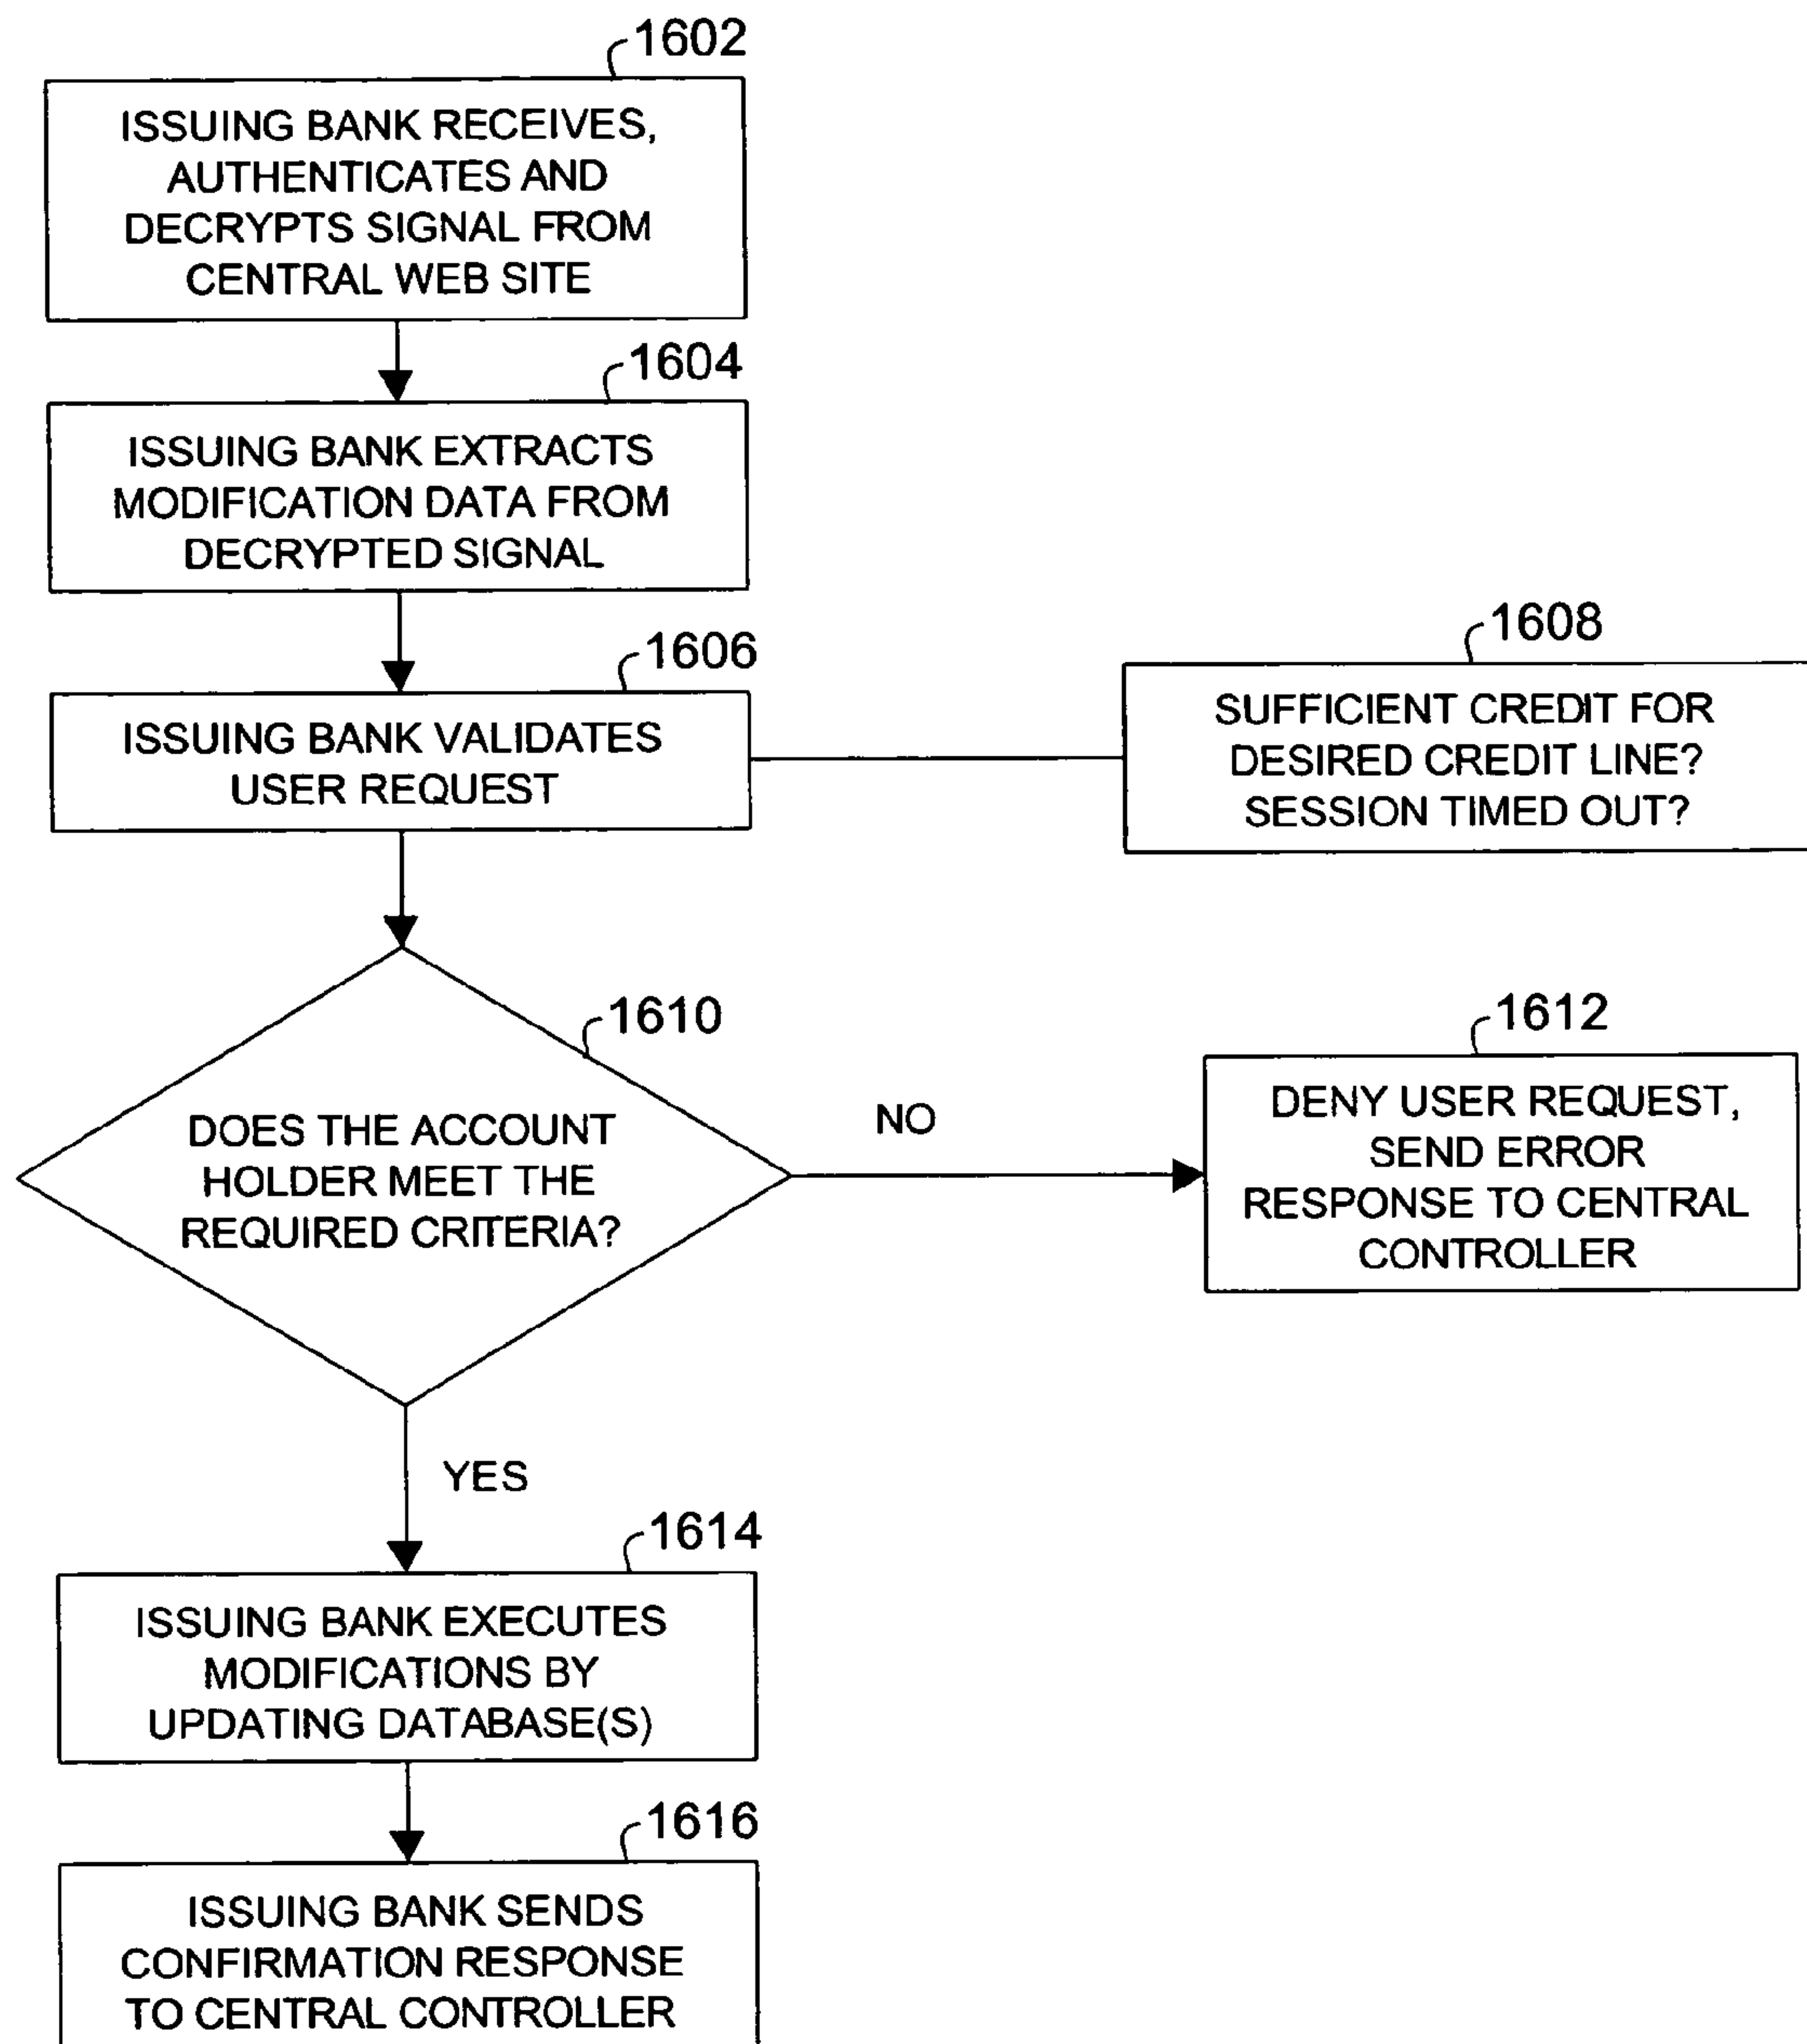 1602
ISSUING BANK RECEIVES,
AUTHENTICATES AND
DECRYPTS SIGNAL FROM
CENTRAL WEB SITE
1604
ISSUING BANK EXTRACTS
MODIFICATION DATA FROM
DECRYPTED SIGNAL
1606
ISSUING BANK VALIDATES
USER REQUEST
1608
SUFFICIENT CREDIT FOR
DESIRED CREDIT LINE?
SESSION TIMED OUT?
1610
DOES THE ACCOUNT
HOLDER MEET THE
REQUIRED CRITERIA?
NO
1612
DENY USER REQUEST,
SEND ERROR
RESPONSE TO CENTRAL
CONTROLLER
YES
1614
ISSUING BANK EXECUTES
MODIFICATIONS BY
UPDATING DATABASE(S)
1616
ISSUING BANK SENDS
CONFIRMATION RESPONSE
TO CENTRAL CONTROLLER